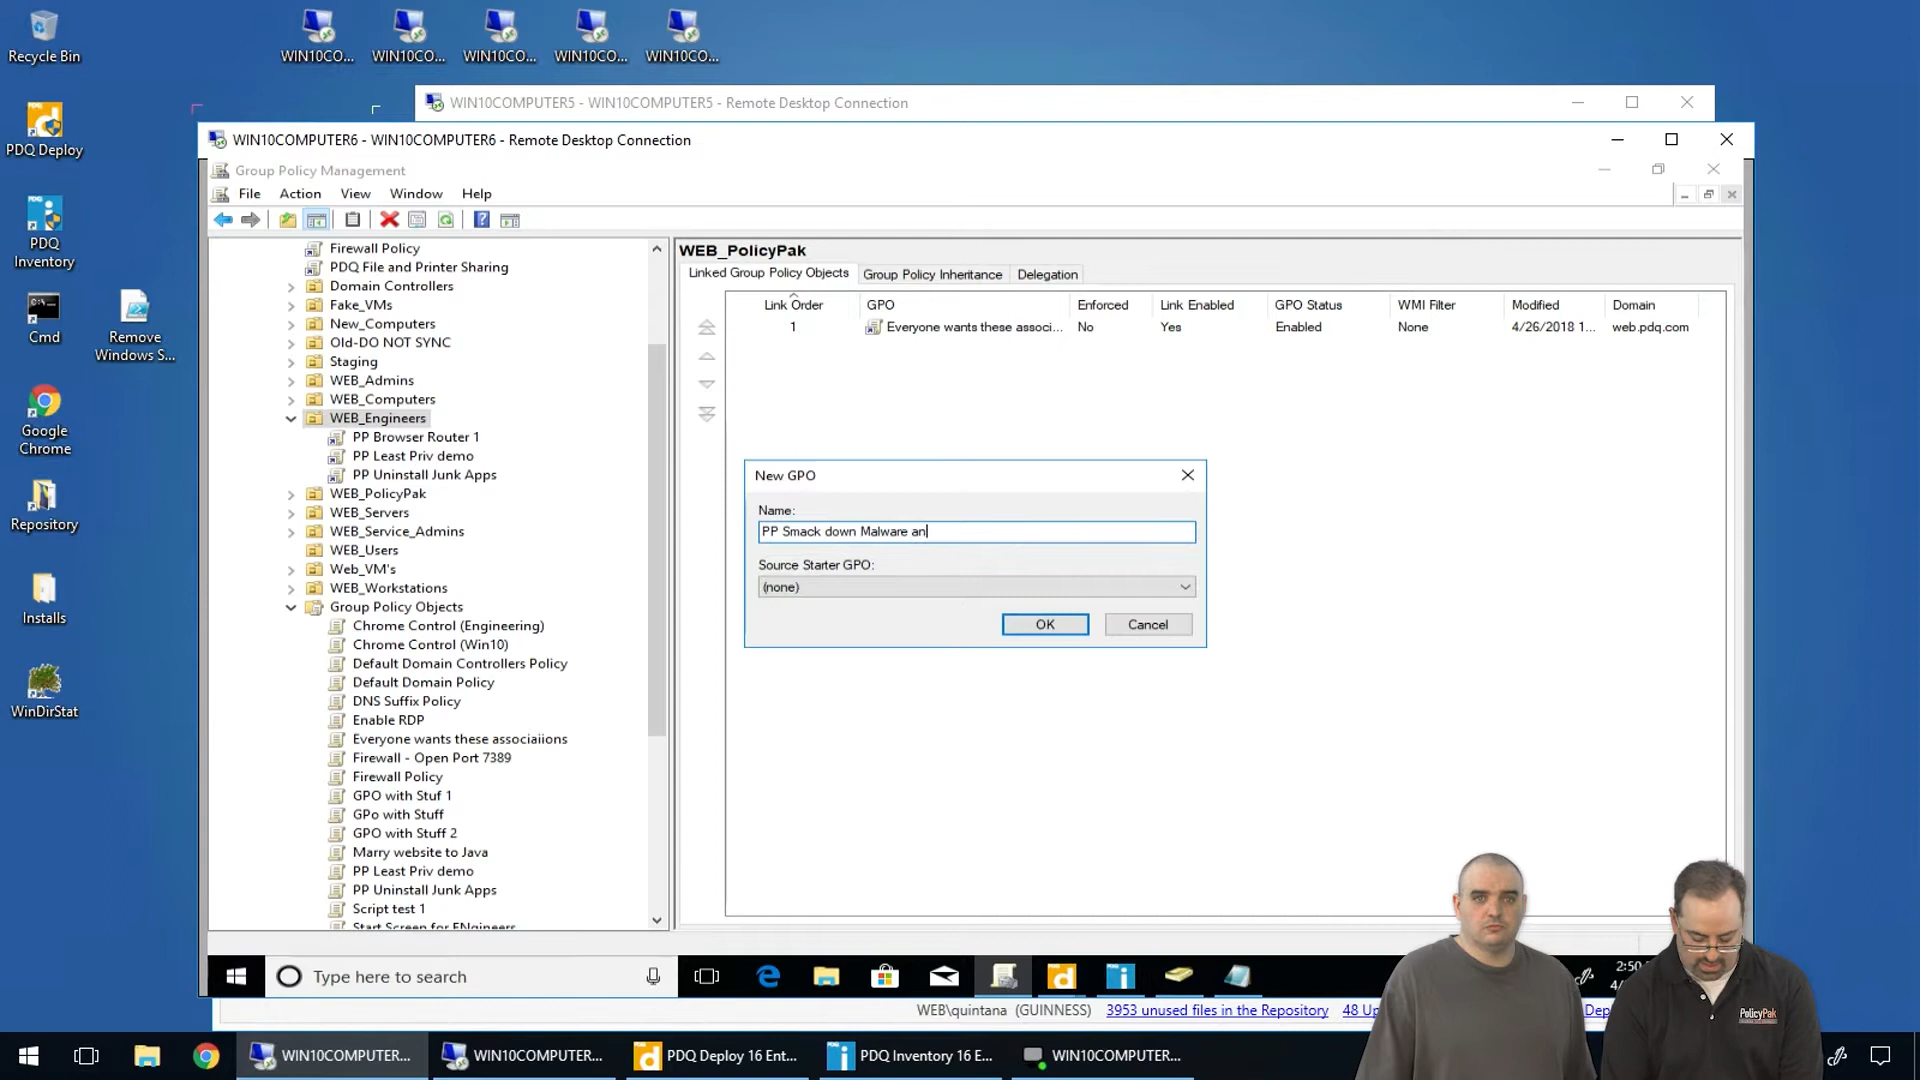 Recycle Bin
WIN10CO...
WIN10CO...
WIN10CO...
WIN10CO...
WIN10CO...
PDQ Deploy
PDQ
Inventory
Cmd
Remove
Windows S...
Google
Chrome
Repository
Installs
WinDirStat
WIN10COMPUTER5 - WIN10COMPUTER5 - Remote Desktop Connection
WIN10COMPUTER6 - WIN10COMPUTER6 - Remote Desktop Connection
Group Policy Management
File Action View Window Help
Firewall Policy
PDQ File and Printer Sharing
Domain Controllers
Fake_VMs
New_Computers
Old-DO NOT SYNC
Staging
WEB_Admins
WEB_Computers
WEB_Engineers
PP Browser Router 1
PP Least Priv demo
PP Uninstall Junk Apps
WEB_PolicyPak
WEB_Servers
WEB_Service_Admins
WEB_Users
Web_VM's
WEB_Workstations
Group Policy Objects
Chrome Control (Engineering)
Chrome Control (Win10)
Default Domain Controllers Policy
Default Domain Policy
DNS Suffix Policy
Enable RDP
Everyone wants these associaiions
Firewall - Open Port 7389
Firewall Policy
GPO with Stuf 1
GPo with Stuff
GPO with Stuff 2
Marry website to Java
PP Least Priv demo
PP Uninstall Junk Apps
Script test 1
Start Screen for ENgineers
WEB_PolicyPak
Linked Group Policy Objects Group Policy Inheritance Delegation
Link Order GPO Enforced Link Enabled GPO Status WMI Filter Modified Domain
1 Everyone wants these associ... No Yes Enabled None 4/26/2018 1... web.pdq.com
New GPO
Name:
PP Smack down Malware an
Source Starter GPO:
(none)
OK Cancel
Type here to search
2:50
4/
WEB\quintana (GUINNESS) 3953 unused files in the Repository 48 Up Dep
PolicyPak
WIN10COMPUTER... WIN10COMPUTER... PDQ Deploy 16 Ent... PDQ Inventory 16 E... WIN10COMPUTER...